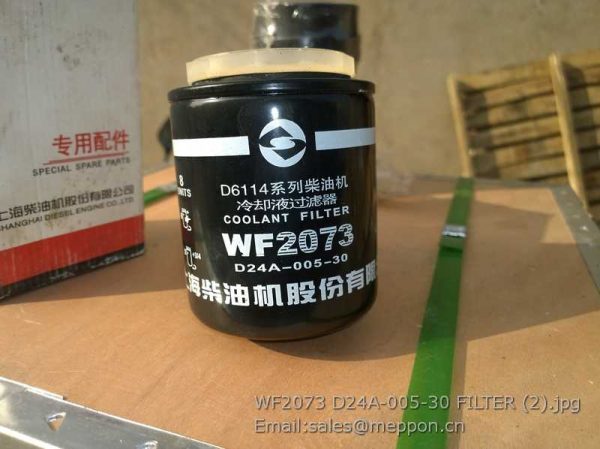 专用配件
SPECIAL SPARE PARTS
上海柴油机股份有限公司
SHANGHAI DIESEL ENGINE CO., LTD.
D6114系列柴油机
冷却液过滤器
COOLANT FILTER
WF2073
D24A-005-30
海柴油机股份有限
WF2073 D24A-005-30 FILTER (2).jpg
Email:sales@meppon.cn